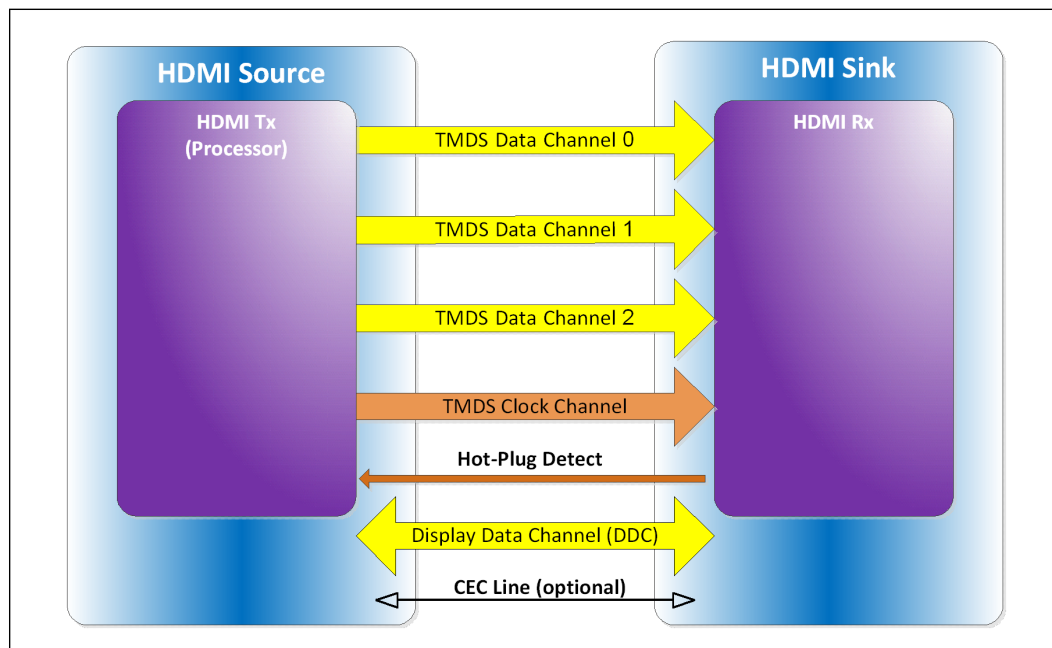 HDMI Source
HDMI Sink
HDMI Tx
(Processor)
HDMI Rx
TMDS Data Channel 0
TMDS Data Channel 1
TMDS Data Channel 2
TMDS Clock Channel
Hot-Plug Detect
Display Data Channel (DDC)
CEC Line (optional)